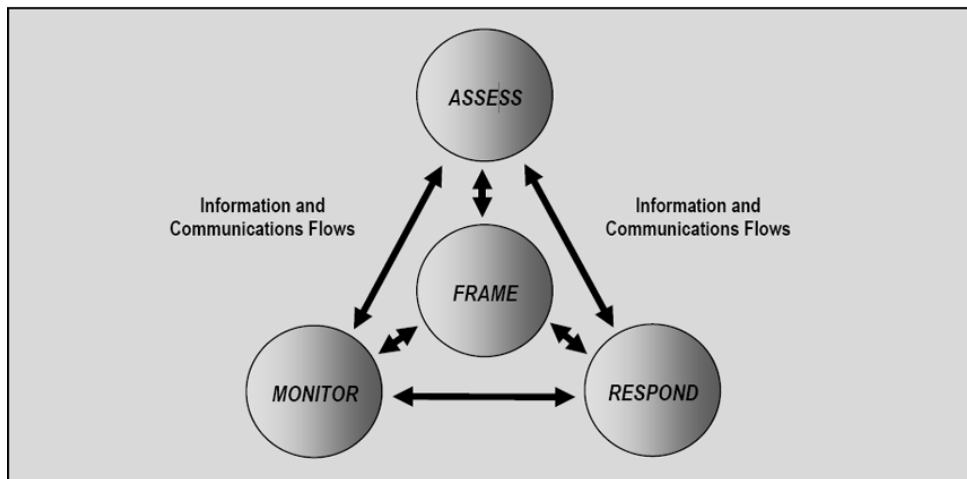 ASSESS
Information and
Communications Flows
Information and
Communications Flows
FRAME
MONITOR
RESPOND